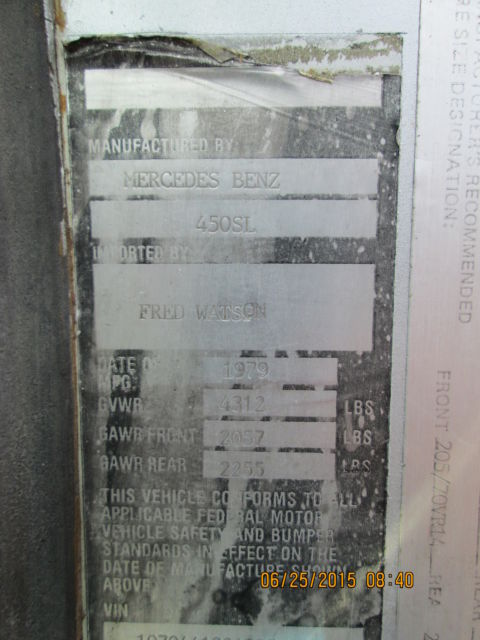 MANUFACTURED BY
MERCEDES BENZ
450SL
IMPORTED BY
FRED WATSON
DATE OF 1979
MFG:
GVWR 4312 LBS
GAWR FRONT 2057 LBS
GAWR REAR 2255 LBS
THIS VEHICLE CONFORMS TO ALL
APPLICABLE FEDERAL MOTOR
VEHICLE SAFETY AND BUMPER
STANDARDS IN EFFECT ON THE
DATE OF MANUFACTURE SHOWN
ABOVE
VIN
RECOMMENDED
SIZE DESIGNATION:
FRONT 205/70VR14
06/25/2015 08:40